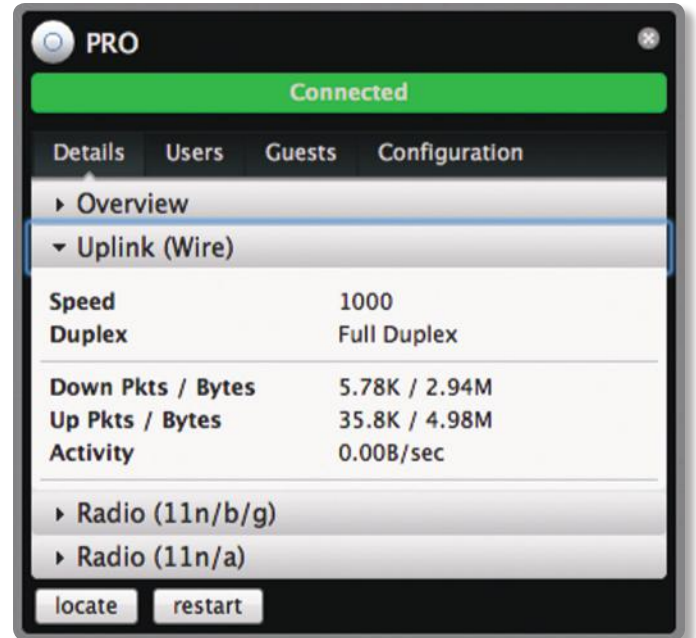 PRO
Connected
Details Users Guests Configuration
Overview
Uplink (Wire)
Speed 1000
Duplex Full Duplex
Down Pkts / Bytes 5.78K / 2.94M
Up Pkts / Bytes 35.8K / 4.98M
Activity 0.00B/sec
Radio (11n/b/g)
Radio (11n/a)
locate restart